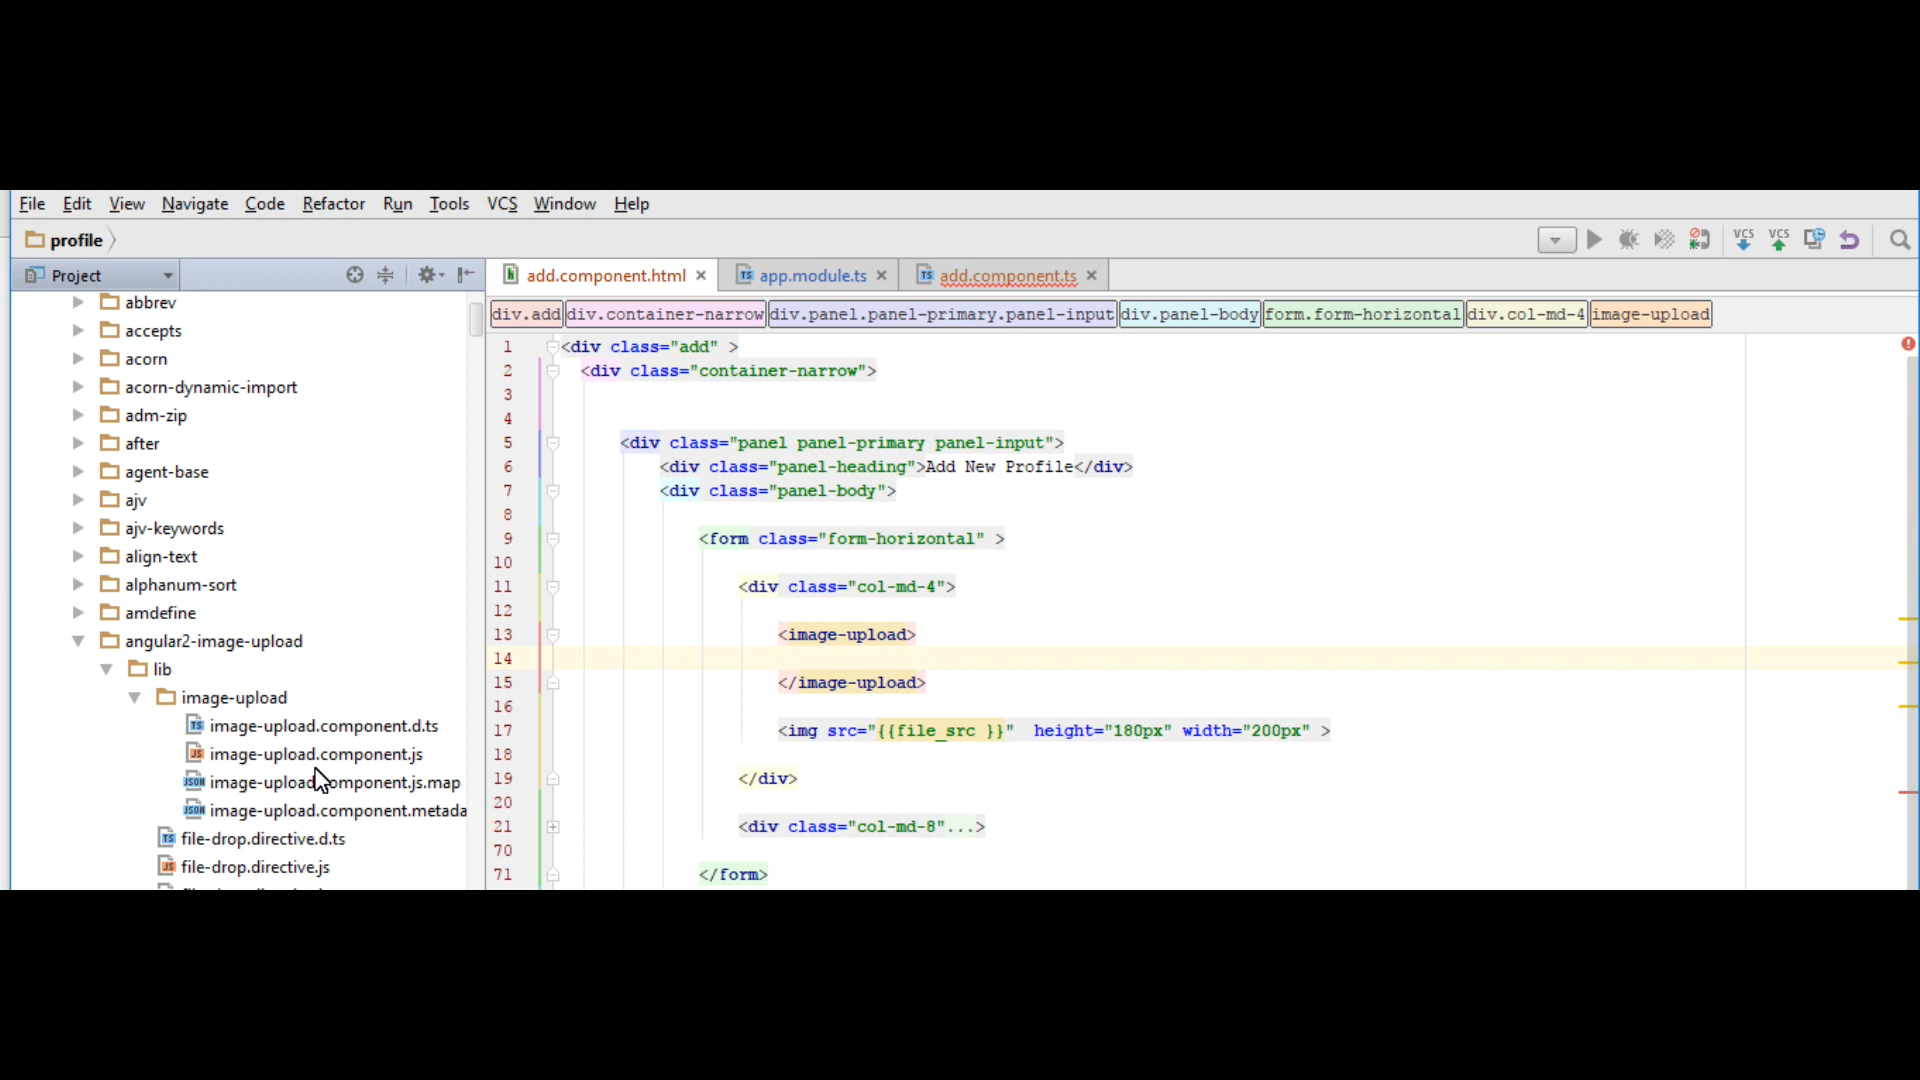 File Edit View Navigate Code Refactor Run Tools VCS Window Help
profile
VCS VCS
Project
add.component.html app.module.ts add.component.ts
abbrev
accepts
acorn
acorn-dynamic-import
adm-zip
after
agent-base
ajv
ajv-keywords
align-text
alphanum-sort
amdefine
angular2-image-upload
lib
image-upload
image-upload.component.d.ts
image-upload.component.js
image-upload.component.js.map
image-upload.component.metada
file-drop.directive.d.ts
file-drop.directive.js
div.add div.container-narrow div.panel.panel-primary.panel-input div.panel-body form.form-horizontal div.col-md-4 image-upload
1 <div class="add" >
2 <div class="container-narrow">
3
4
5 <div class="panel panel-primary panel-input">
6 <div class="panel-heading">Add New Profile</div>
7 <div class="panel-body">
8
9 <form class="form-horizontal" >
10
11 <div class="col-md-4">
12
13 <image-upload>
14
15 </image-upload>
16
17 <img src="{{file_src }}" height="180px" width="200px" >
18
19 </div>
20
21 <div class="col-md-8"...>
70
71 </form>